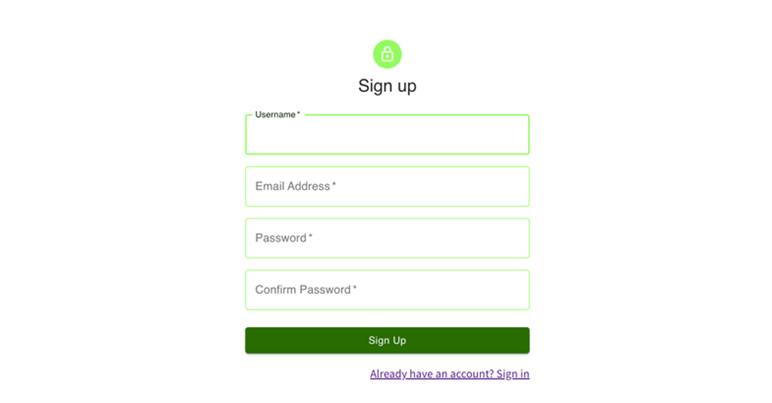 Sign up
Username *
Email Address *
Password *
Confirm Password *
Sign Up
Already have an account? Sign in